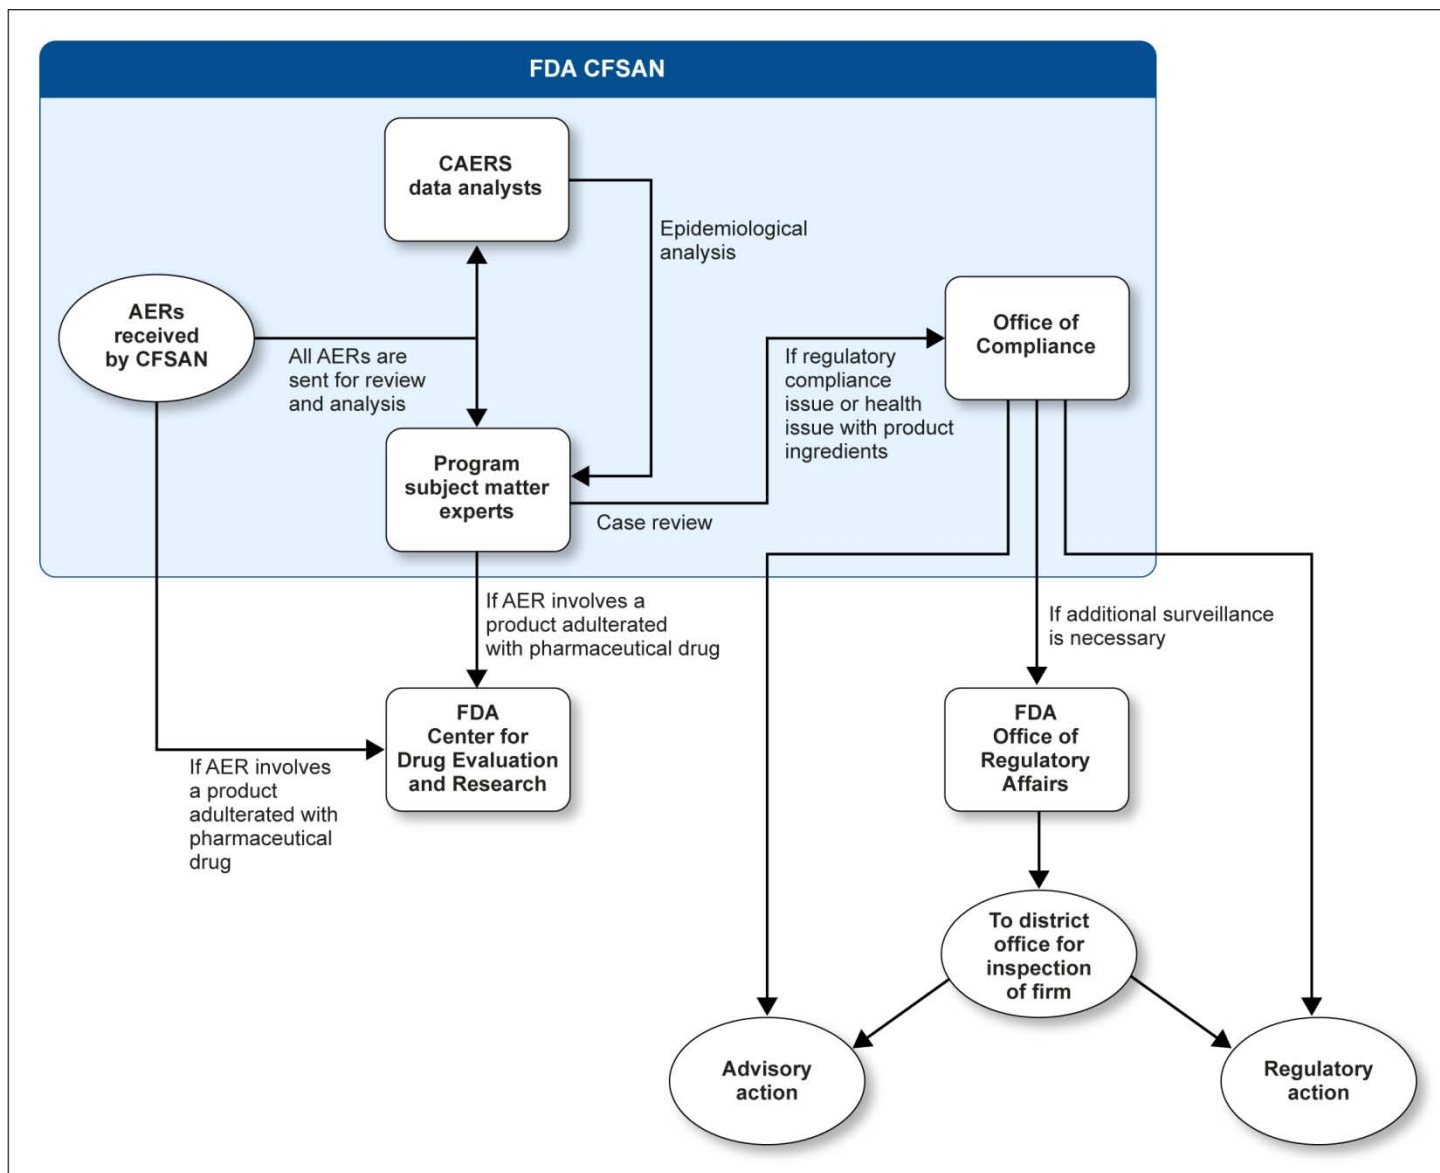 FDA CFSAN
CAERS
data analysts
Epidemiological
analysis
AERs
received
by CFSAN
All AERs are
sent for review
and analysis
Office of
Compliance
If regulatory
compliance
issue or health
issue with product
ingredients
Program
subject matter
experts
Case review
If AER involves a
product adulterated
with pharmaceutical drug
If additional surveillance
is necessary
FDA
Center for
Drug Evaluation
and Research
FDA
Office of
Regulatory
Affairs
If AER involves
a product
adulterated with
pharmaceutical
drug
To district
office for
inspection
of firm
Advisory
action
Regulatory
action